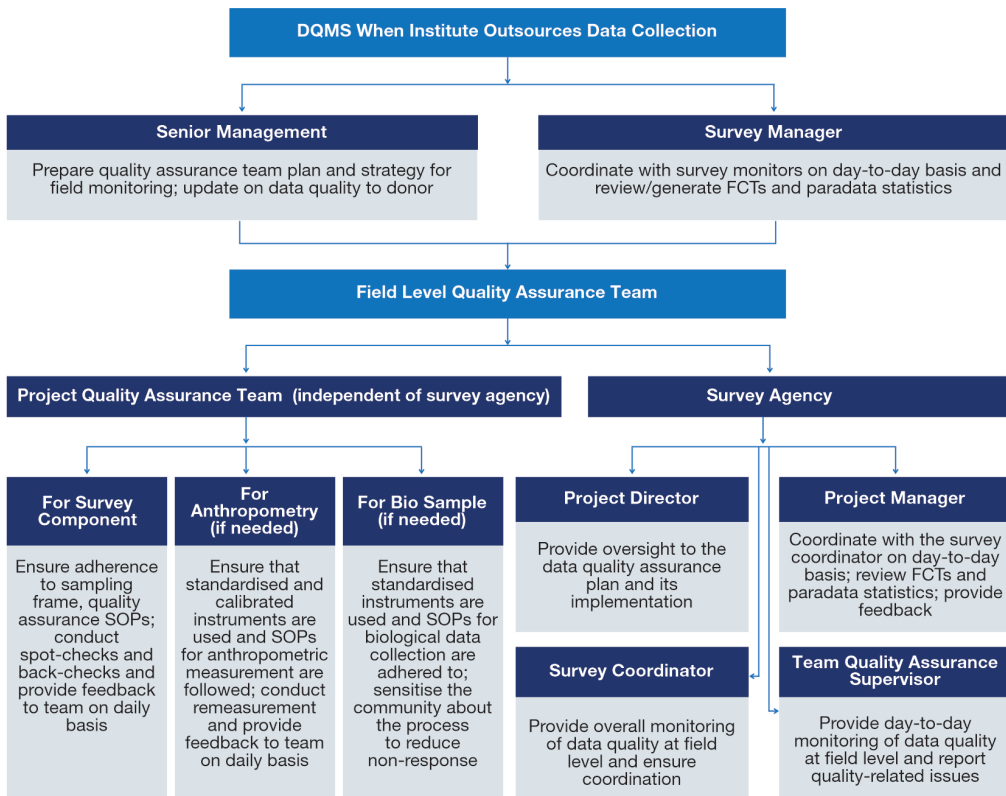 DQMS When Institute Outsources Data Collection
Senior Management
Prepare quality assurance team plan and strategy for
field monitoring; update on data quality to donor
Survey Manager
Coordinate with survey monitors on day-to-day basis and
review/generate FCTs and paradata statistics
Field Level Quality Assurance Team
Project Quality Assurance Team (independent of survey agency)
Survey Agency
For Survey
Component
Ensure adherence
to sampling
frame, quality
assurance SOPs;
conduct
spot-checks and
back-checks and
provide feedback
to team on daily
basis
For
Anthropometry
(if needed)
Ensure that
standardised and
calibrated
instruments are
used and SOPs
for anthropometric
measurement are
followed; conduct
remeasurement
and provide
feedback to team
on daily basis
For Bio Sample
(if needed)
Ensure that
standardised
instruments are
used and SOPs for
biological data
collection are
adhered to;
sensitise the
community about
the process
to reduce
non-response
Project Director
Provide oversight to the
data quality assurance
plan and its
implementation
Project Manager
Coordinate with the survey
coordinator on day-to-day
basis; review FCTs and
paradata statistics; provide
feedback
Survey Coordinator
Provide overall monitoring
of data quality at field
level and ensure
coordination
Team Quality Assurance
Supervisor
Provide day-to-day
monitoring of data quality
at field level and report
quality-related issues